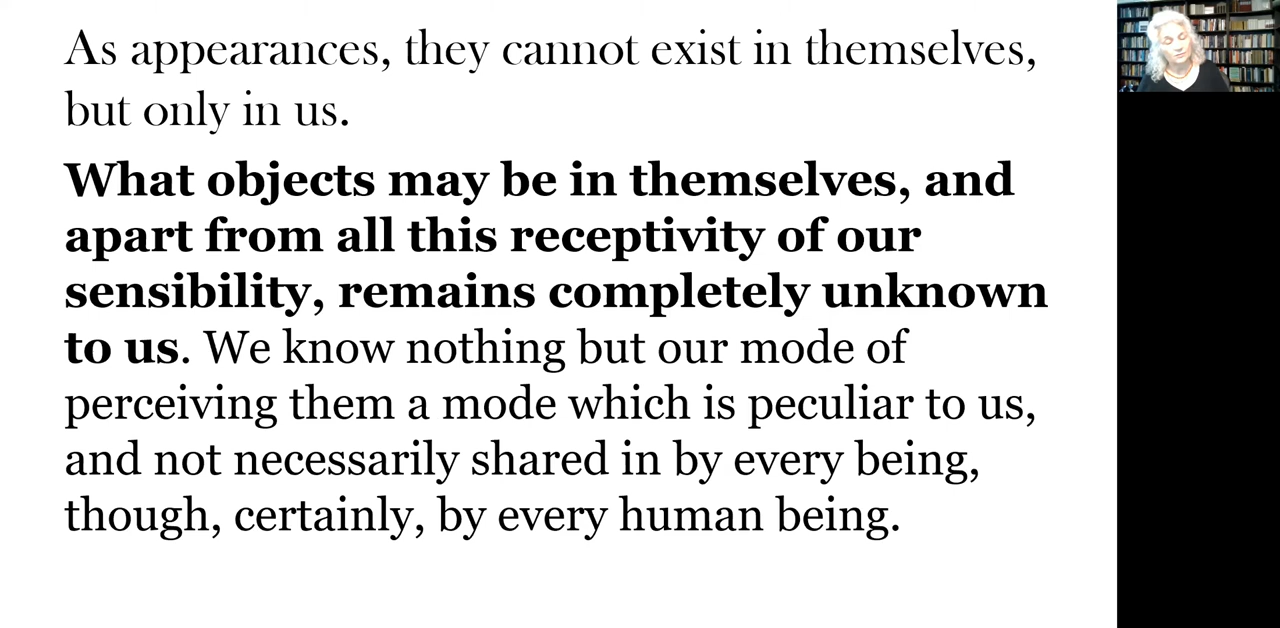 As appearances, they cannot exist in themselves,
but only in us.
What objects may be in themselves, and
apart from all this receptivity of our
sensibility, remains completely unknown
to us. We know nothing but our mode of
perceiving them a mode which is peculiar to us,
and not necessarily shared in by every being,
though, certainly, by every human being.